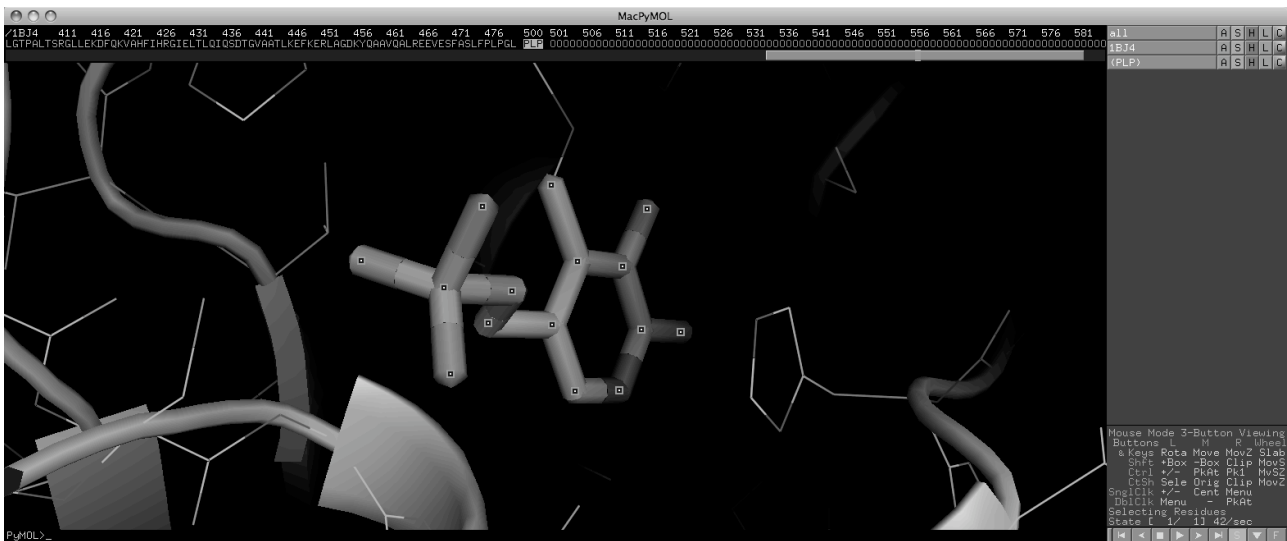 MacPyMOL
/1BJ4 411 416 421 426 431 436 441 446 451 456 461 466 471 476 500 501 506 511 516 521 526 531 536 541 546 551 556 561 566 571 576 581
LGTPALTSRGLLEKDFQKVAHFIHRGIELTLQIQSDTGVAATLKEFKERLAGDKYQAAVQALREEVESFASLFPLPGL PLP
all A S H L C
1BJ4 A S H L C
(PLP) A S H L C
Mouse Mode 3-Button Viewing
Buttons L M R Wheel
& Keys Rota Move MovZ Slab
Shft +Box -Box Clip MovS
Ctrl +/- PkAt Pk1 MvSZ
CtSh Sele Orig Clip MovZ
SnglClk +/- Cent Menu
DblClk Menu - PkAt
Selecting Residues
State [ 1/ 1] 42/sec
PyMOL>_
S F